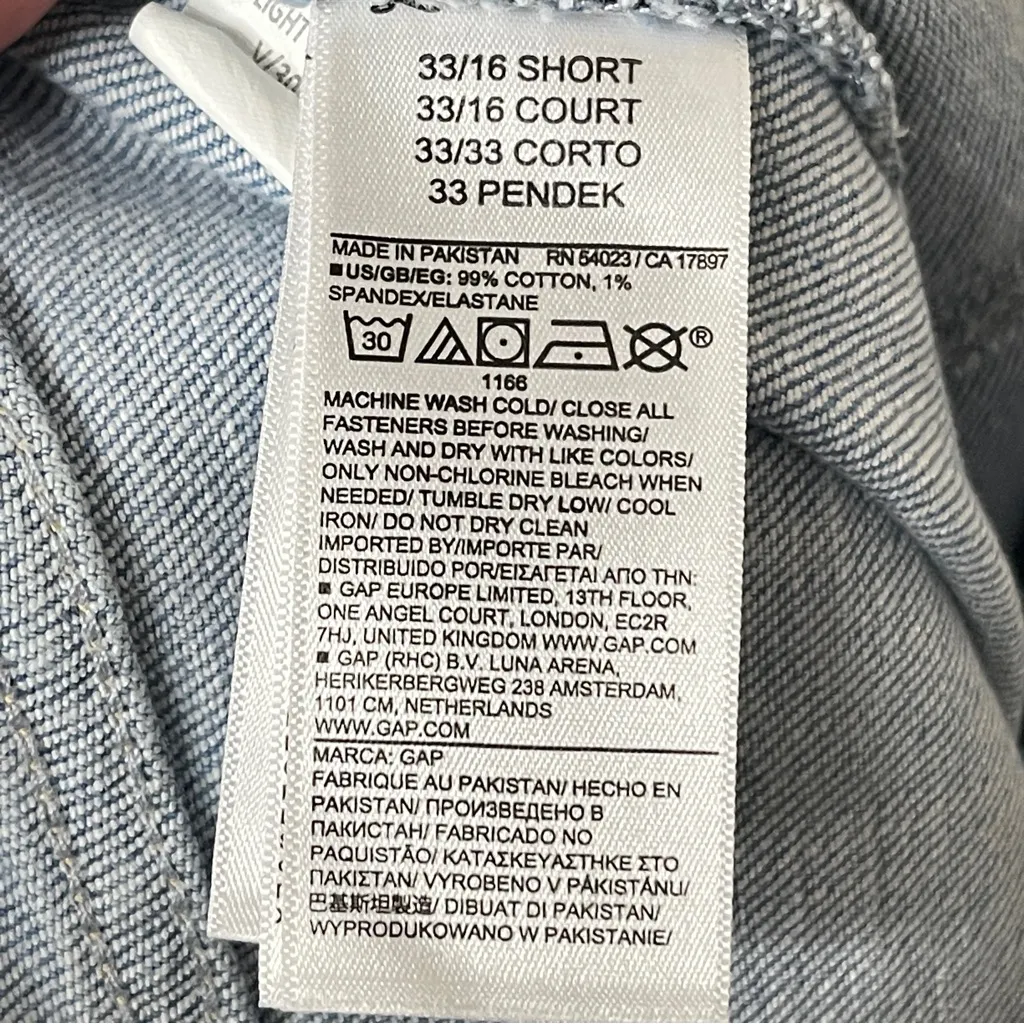 LIGHT
33/16 SHORT
33/16 COURT
33/33 CORTO
33 PENDEK
MADE IN PAKISTAN RN 54023 / CA 17897
US/GB/EG: 99% COTTON, 1%
SPANDEX/ELASTANE
30
®
1166
MACHINE WASH COLD/ CLOSE ALL
FASTENERS BEFORE WASHING/
WASH AND DRY WITH LIKE COLORS/
ONLY NON-CHLORINE BLEACH WHEN
NEEDED/ TUMBLE DRY LOW/ COOL
IRON/ DO NOT DRY CLEAN
IMPORTED BY/IMPORTE PAR/
DISTRIBUIDO POR/ΕΙΣΑΓΕΤΑΙ ΑΠΟ ΤΗΝ:
GAP EUROPE LIMITED, 13TH FLOOR,
ONE ANGEL COURT, LONDON, EC2R
7HJ, UNITED KINGDOM WWW.GAP.COM
GAP (RHC) B.V. LUNA ARENA,
HERIKERBERGWEG 238 AMSTERDAM,
1101 CM, NETHERLANDS
WWW.GAP.COM
MARCA: GAP
FABRIQUE AU PAKISTAN/ HECHO EN
PAKISTAN/ ПРОИЗВЕДЕНО В
ПАКИСТАН/ FABRICADO NO
PAQUISTÃO/ ΚΑΤΑΣΚΕΥΑΣΤΗΚΕ ΣΤΟ
ΠΑΚΙΣΤΑΝ/ VYROBENO V PÁKISTÁNU/
巴基斯坦製造/ DIBUAT DI PAKISTAN/
WYPRODUKOWANO W PAKISTANIE/